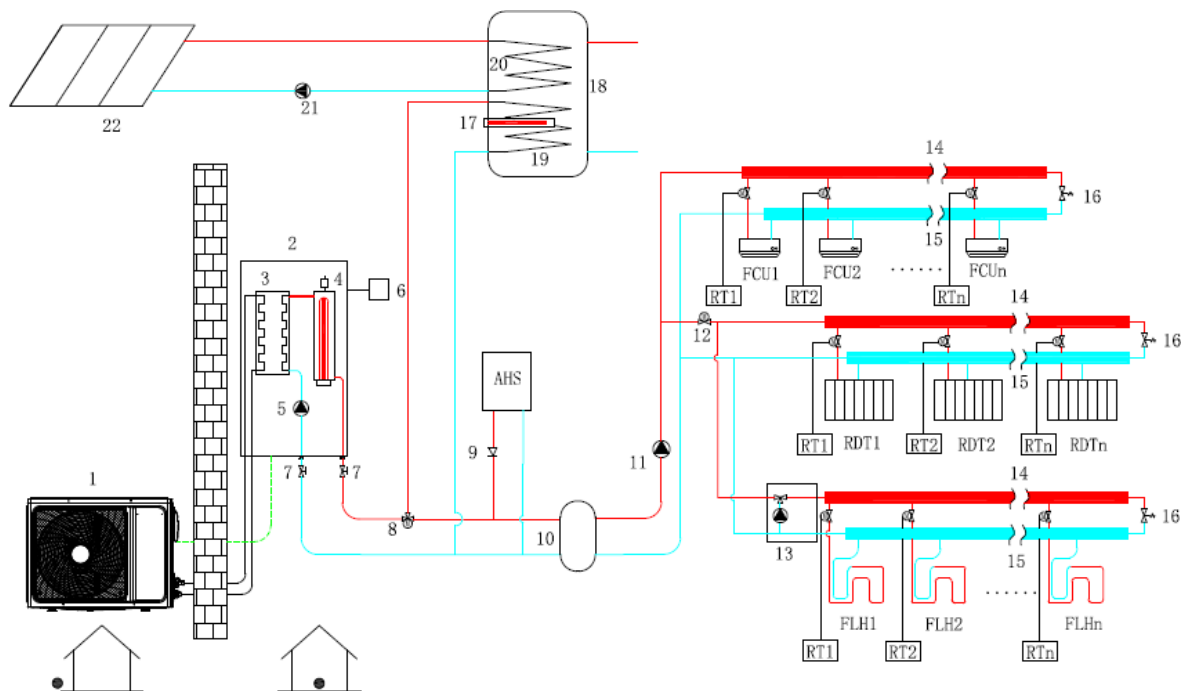 20
18
21
22
17
19
14
16
15
FCU1
FCU2
......
FCUn
RT1
RT2
RTn
2
3
4
6
5
7
7
1
AHS
9
8
10
11
12
14
16
15
RDT1
RDT2
RDTn
RT1
RT2
RTn
14
16
13
15
FLH1
FLH2
......
FLHn
RT1
RT2
RTn